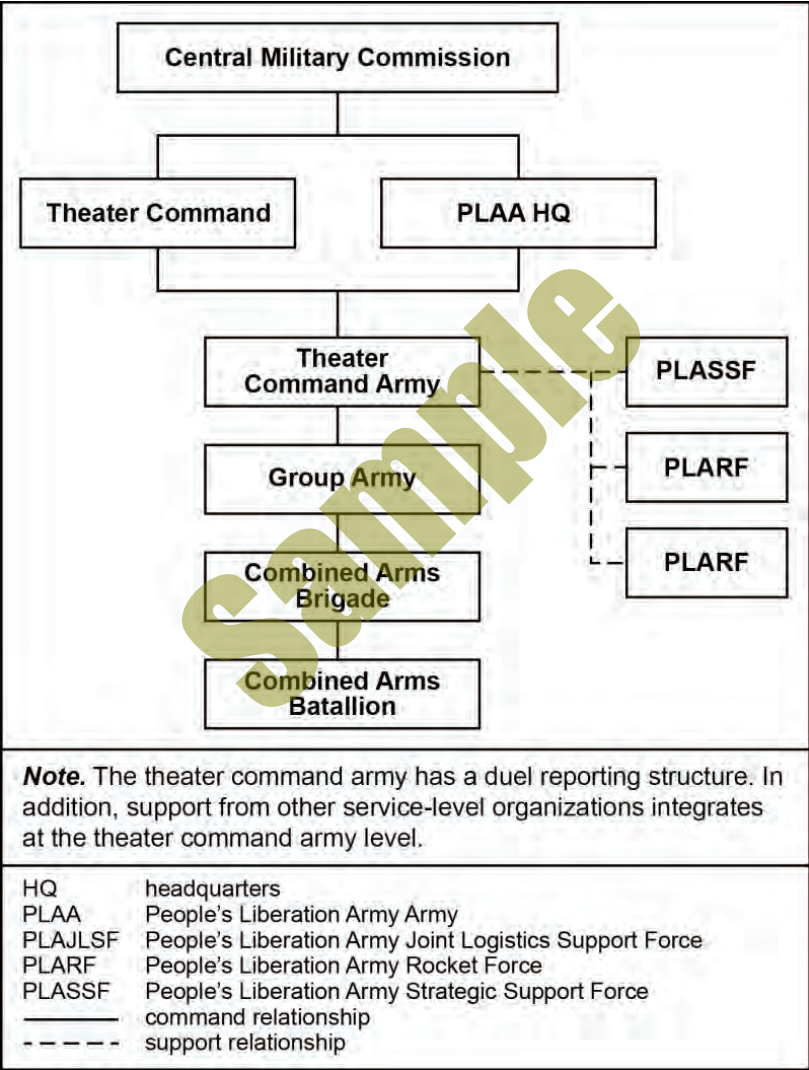 Central Military Commission
Theater Command
PLAA HQ
Theater
Command Army
PLASSF
Group Army
PLARF
Combined Arms
Brigade
PLARF
Combined Arms
Batallion
Sample
Note. The theater command army has a duel reporting structure. In
addition, support from other service-level organizations integrates
at the theater command army level.
HQ headquarters
PLAA People's Liberation Army Army
PLAJLSF People's Liberation Army Joint Logistics Support Force
PLARF People's Liberation Army Rocket Force
PLASSF People's Liberation Army Strategic Support Force
command relationship
support relationship